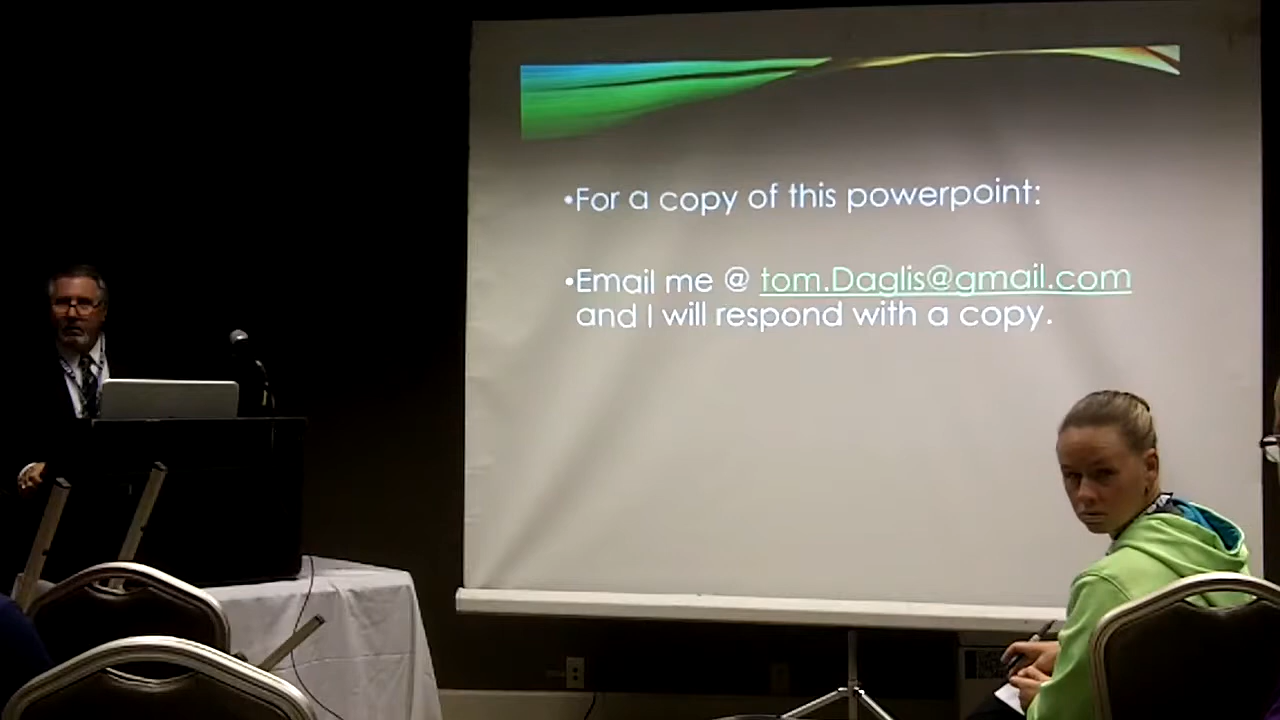 •For a copy of this powerpoint:
•Email me @ tom.Daglis@gmail.com
and I will respond with a copy.